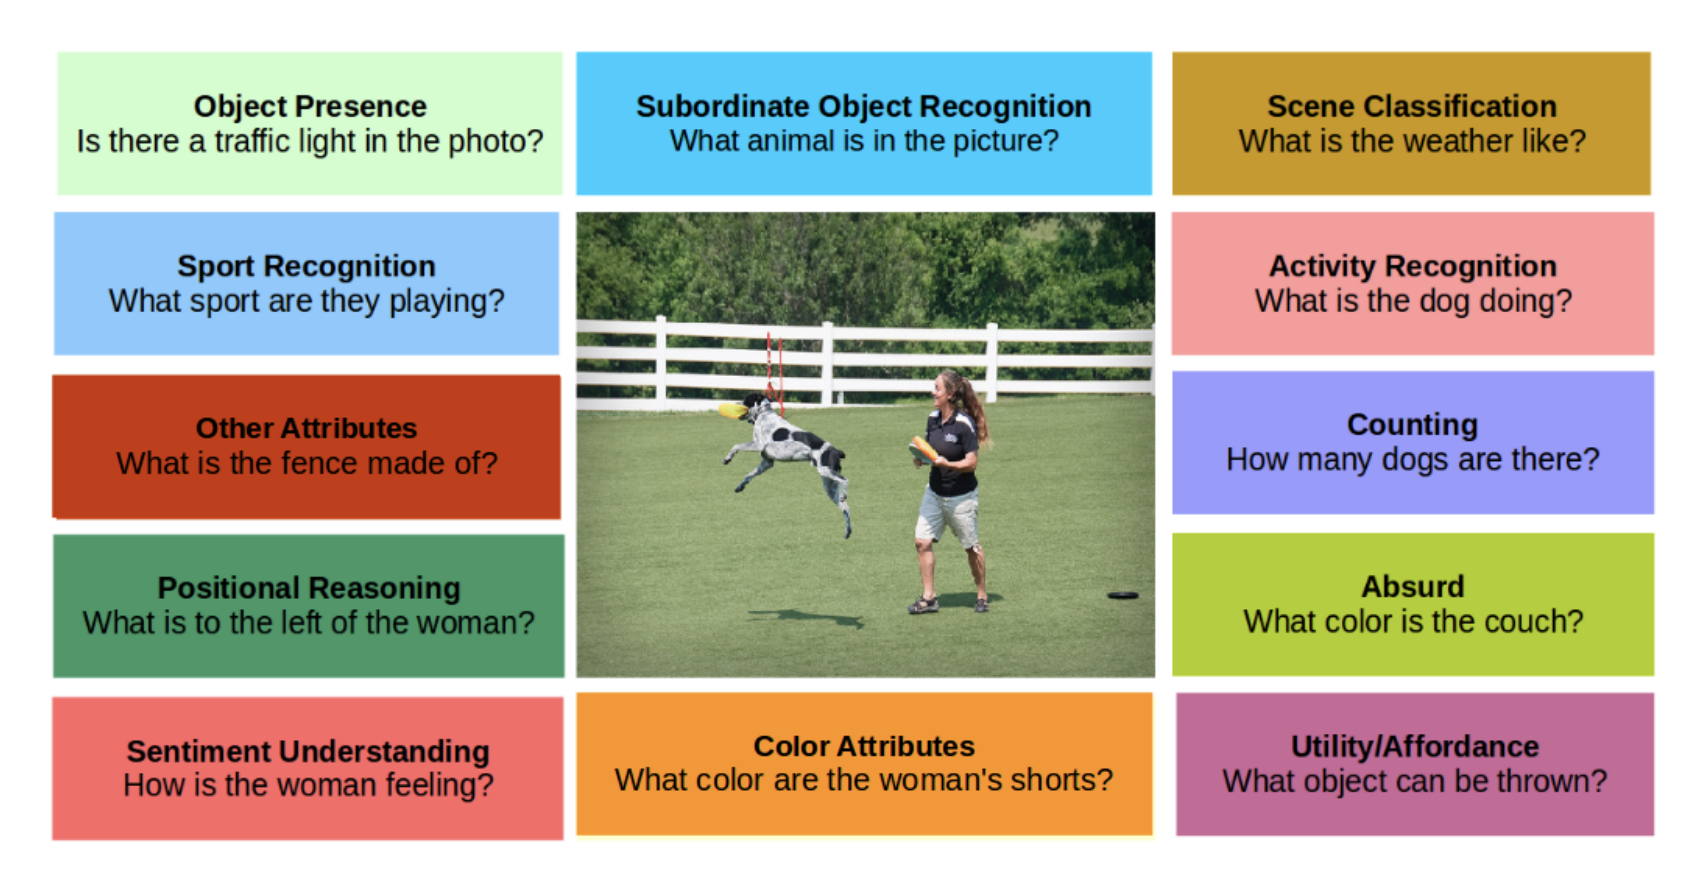 Object Presence
Is there a traffic light in the photo?
Subordinate Object Recognition
What animal is in the picture?
Scene Classification
What is the weather like?
Sport Recognition
What sport are they playing?
Activity Recognition
What is the dog doing?
Other Attributes
What is the fence made of?
Counting
How many dogs are there?
Positional Reasoning
What is to the left of the woman?
Absurd
What color is the couch?
Sentiment Understanding
How is the woman feeling?
Color Attributes
What color are the woman's shorts?
Utility/Affordance
What object can be thrown?